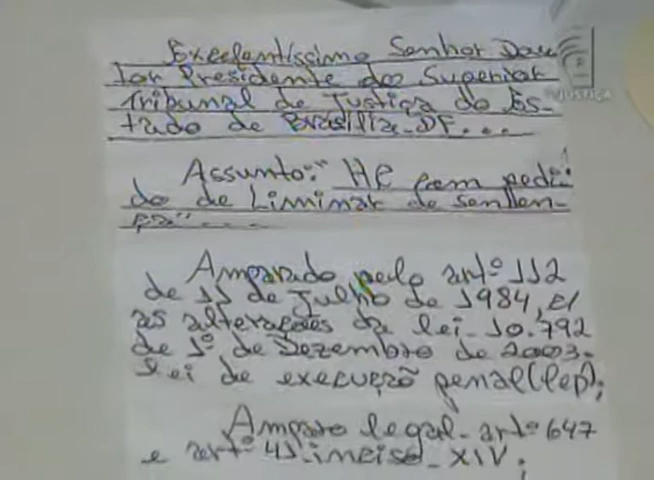 Excelentíssimo Senhor Dou
tor Presidente do Superior
Tribunal de Justiça do Es-
tado de Brasília-DF...
Assunto:" HC com pedi
do de Liminar de senten-
ça"....
Amparado pelo artº 112
de 11 de Julho de 1984, e/
as alterações da lei-10.792
de 1º de Dezembro de 2003-
Lei de execução penal(lep);
Amparo legal-artº 647
e artº 41-inciso-XIV;
JUSTIÇA